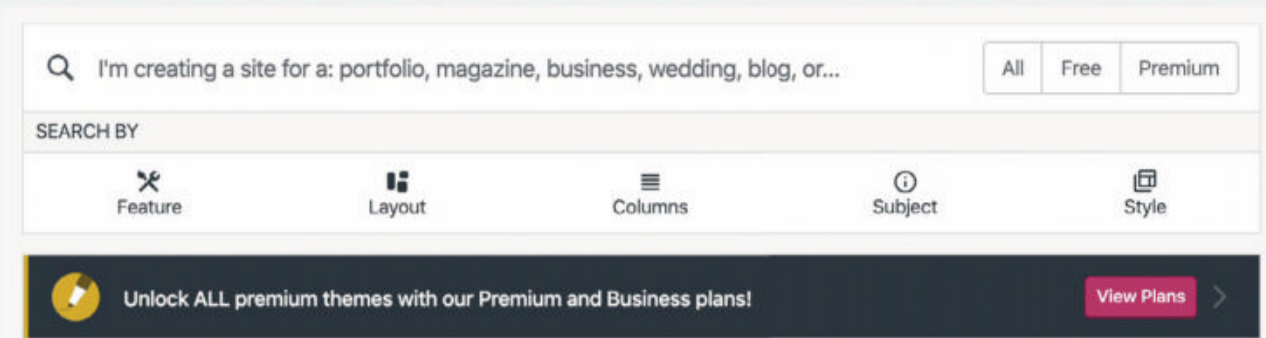 I'm creating a site for a: portfolio, magazine, business, wedding, blog, or... All Free Premium
SEARCH BY
Feature Layout Columns Subject Style
Unlock ALL premium themes with our Premium and Business plans! View Plans